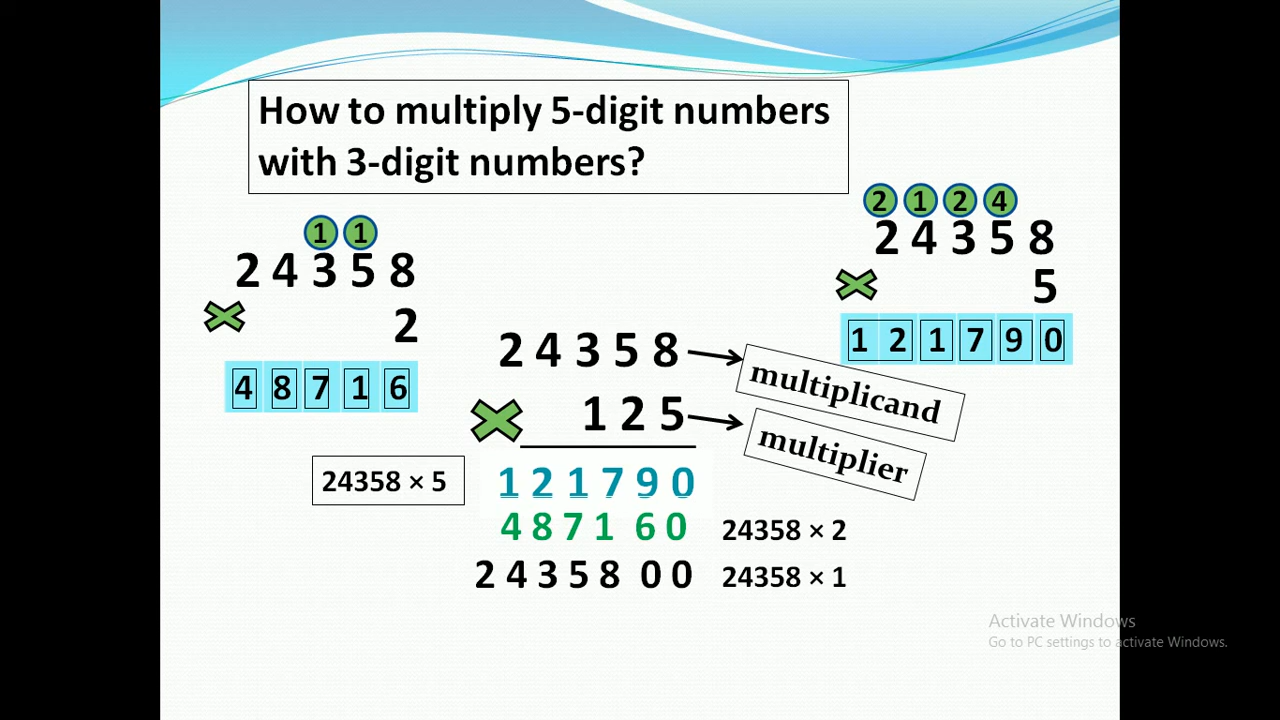 How to multiply 5-digit numbers
with 3-digit numbers?
1 1
2 4 3 5 8
× 2
4 8 7 1 6
2 1 2 4
2 4 3 5 8
× 5
1 2 1 7 9 0
2 4 3 5 8
multiplicand
× 1 2 5
multiplier
24358 × 5
1 2 1 7 9 0
4 8 7 1 6 0
24358 × 2
2 4 3 5 8 0 0
24358 × 1
Activate Windows
Go to PC settings to activate Windows.